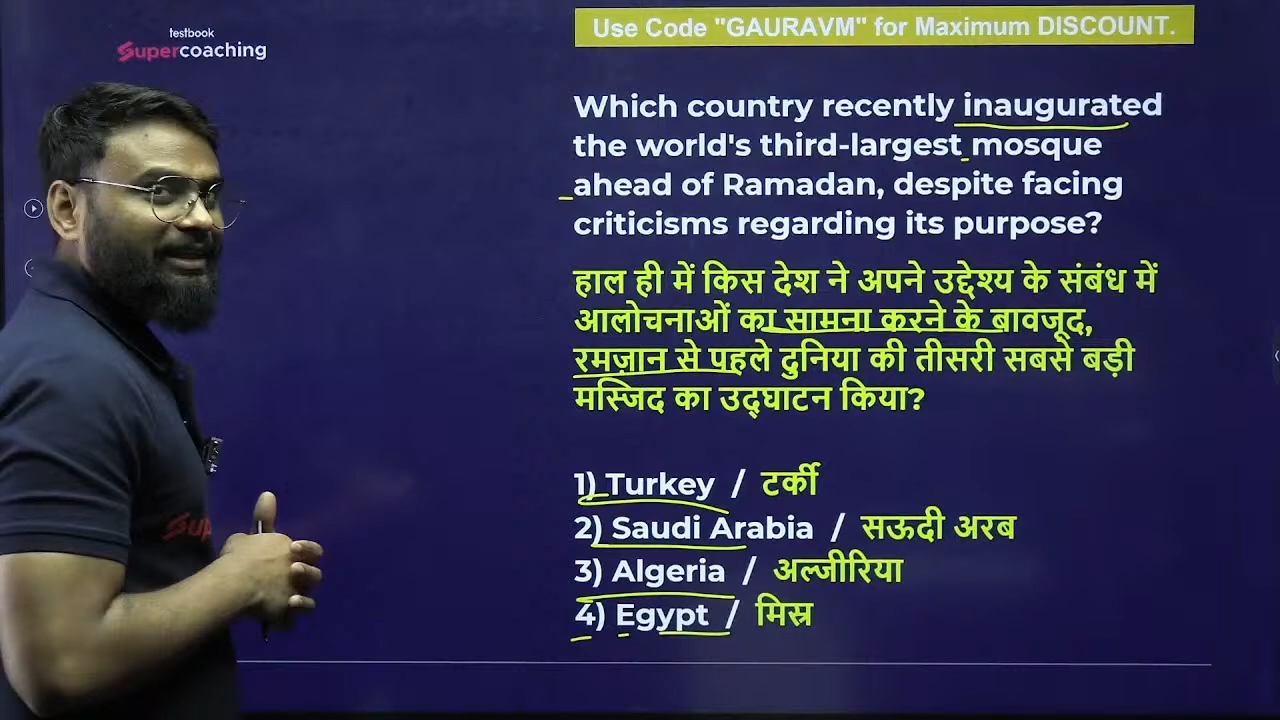 testbook
Supercoaching
Use Code "GAURAVM" for Maximum DISCOUNT.
Which country recently inaugurated
the world's third-largest mosque
ahead of Ramadan, despite facing
criticisms regarding its purpose?
हाल ही में किस देश ने अपने उद्देश्य के संबंध में
आलोचनाओं का सामना करने के बावजूद,
रमज़ान से पहले दुनिया की तीसरी सबसे बड़ी
मस्जिद का उद्घाटन किया?
1) Turkey / टर्की
2) Saudi Arabia / सऊदी अरब
3) Algeria / अल्जीरिया
4) Egypt / मिस्र
Sup